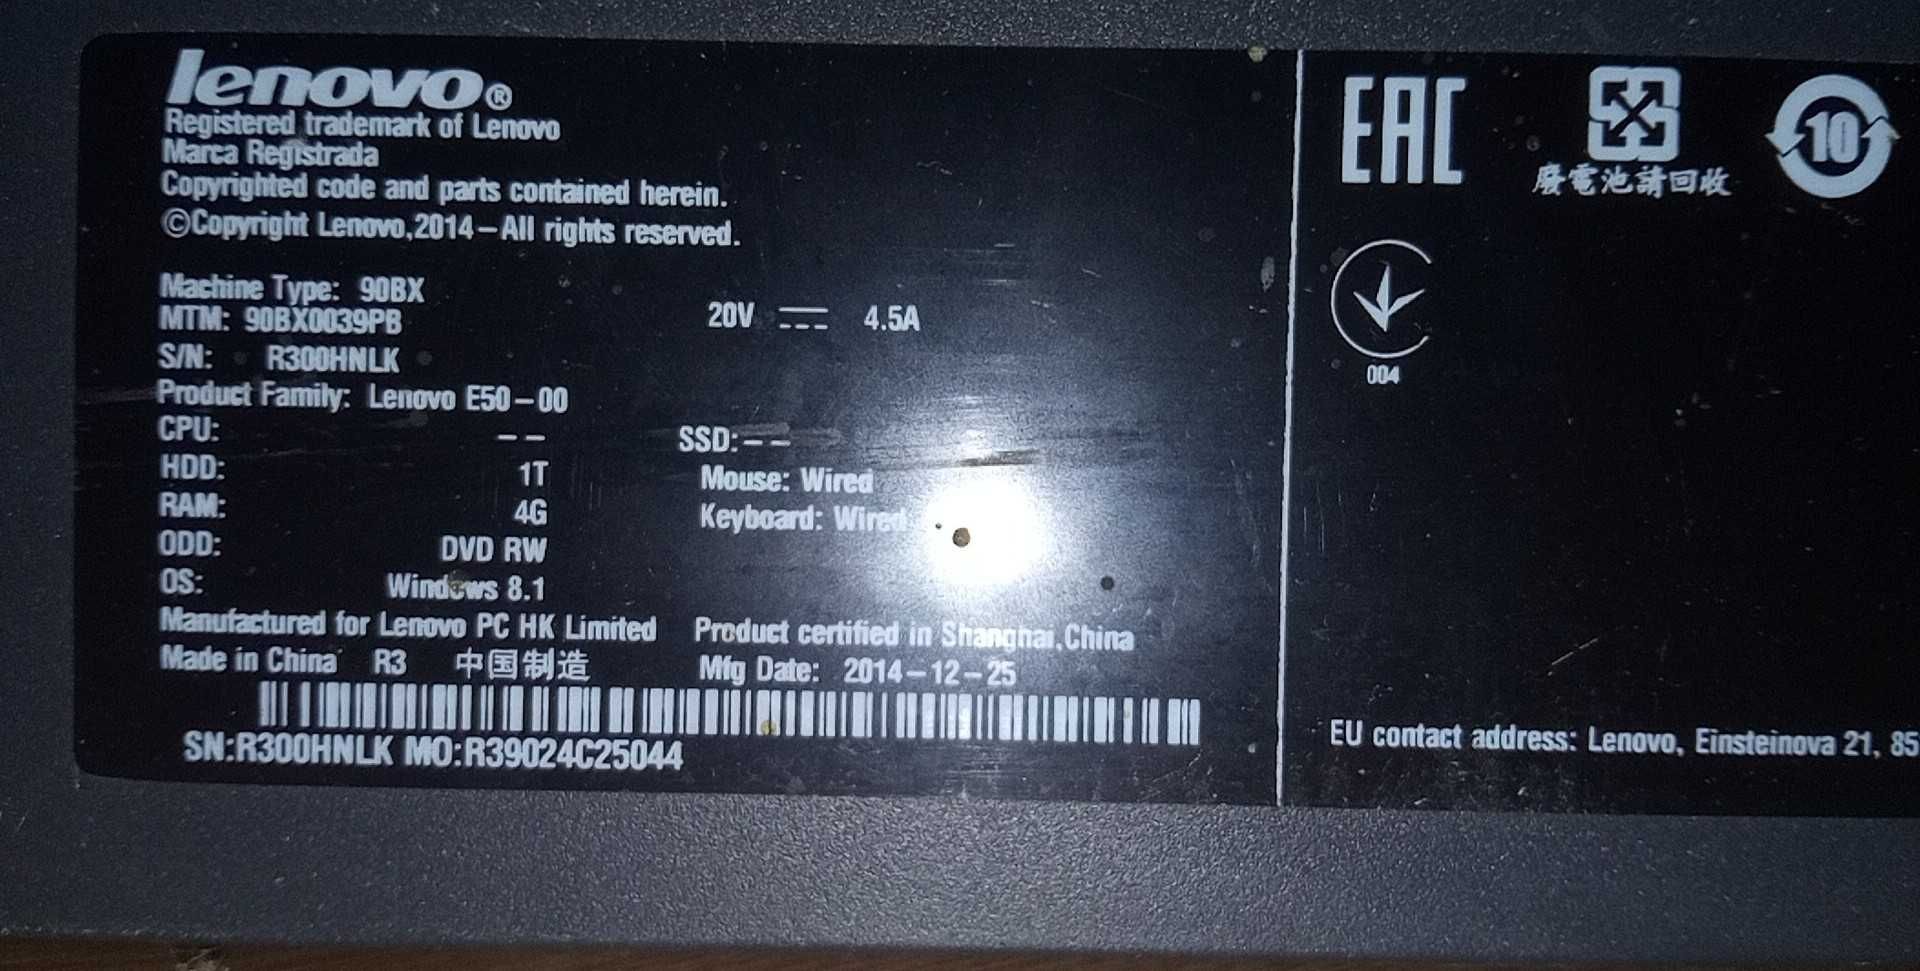 lenovo®
Registered trademark of Lenovo
Marca Registrada
Copyrighted code and parts contained herein.
©Copyright Lenovo,2014–All rights reserved.
Machine Type: 90BX
MTM: 90BX0039PB
20V 4.5A
S/N: R300HNLK
Product Family: Lenovo E50–00
CPU: –– SSD:––
HDD: 1T Mouse: Wired
RAM: 4G Keyboard: Wired
ODD: DVD RW
OS: Windows 8.1
Manufactured for Lenovo PC HK Limited Product certified in Shanghai,China
Made in China R3 中国制造 Mfg Date: 2014–12–25
SN:R300HNLK MO:R39024C25044
EAC
廢電池請回收
10
004
EU contact address: Lenovo, Einsteinova 21, 85